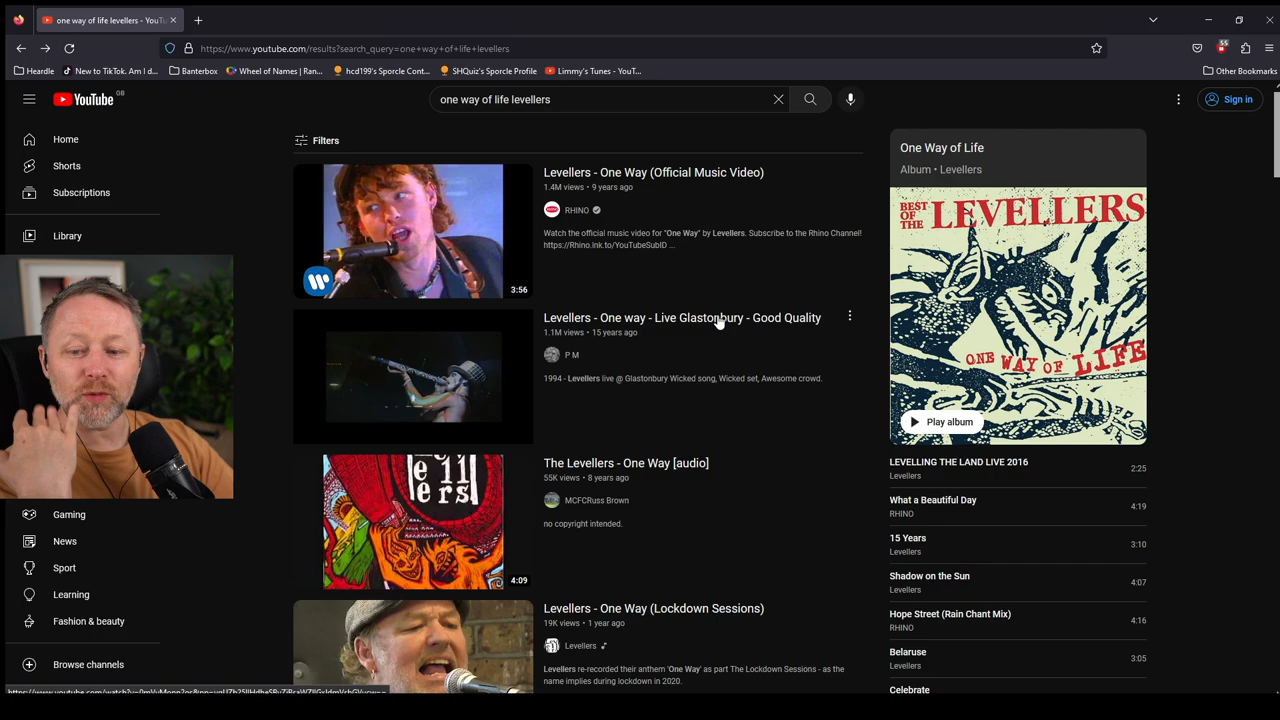 one way of life levellers - YouTu
https://www.youtube.com/results?search_query=one+way+of+life+levellers
55
Heardle
New to TikTok. Am I d...
Banterbox
Wheel of Names | Ran...
hcd199's Sporcle Cont...
SHQuiz's Sporcle Profile
Limmy's Tunes - YouT...
Other Bookmarks
YouTube GB
one way of life levellers
Sign in
Home
Shorts
Subscriptions
Library
Gaming
News
Sport
Learning
Fashion & beauty
Browse channels
Filters
Levellers - One Way (Official Music Video)
1.4M views • 9 years ago
RHINO
Watch the official music video for "One Way" by Levellers. Subscribe to the Rhino Channel!
https://Rhino.lnk.to/YouTubeSubID ...
3:56
Levellers - One way - Live Glastonbury - Good Quality
1.1M views • 15 years ago
P M
1994 - Levellers live @ Glastonbury Wicked song, Wicked set, Awesome crowd.
The Levellers - One Way [audio]
55K views • 8 years ago
MCFCRuss Brown
no copyright intended.
ellers
4:09
Levellers - One Way (Lockdown Sessions)
19K views • 1 year ago
Levellers
Levellers re-recorded their anthem 'One Way' as part The Lockdown Sessions - as the
name implies during lockdown in 2020.
One Way of Life
Album • Levellers
BEST OF THE LEVELLERS
ONE WAY OF LIFE
Play album
LEVELLING THE LAND LIVE 2016
Levellers
2:25
What a Beautiful Day
RHINO
4:19
15 Years
Levellers
3:10
Shadow on the Sun
Levellers
4:07
Hope Street (Rain Chant Mix)
RHINO
4:16
Belaruse
Levellers
3:05
Celebrate